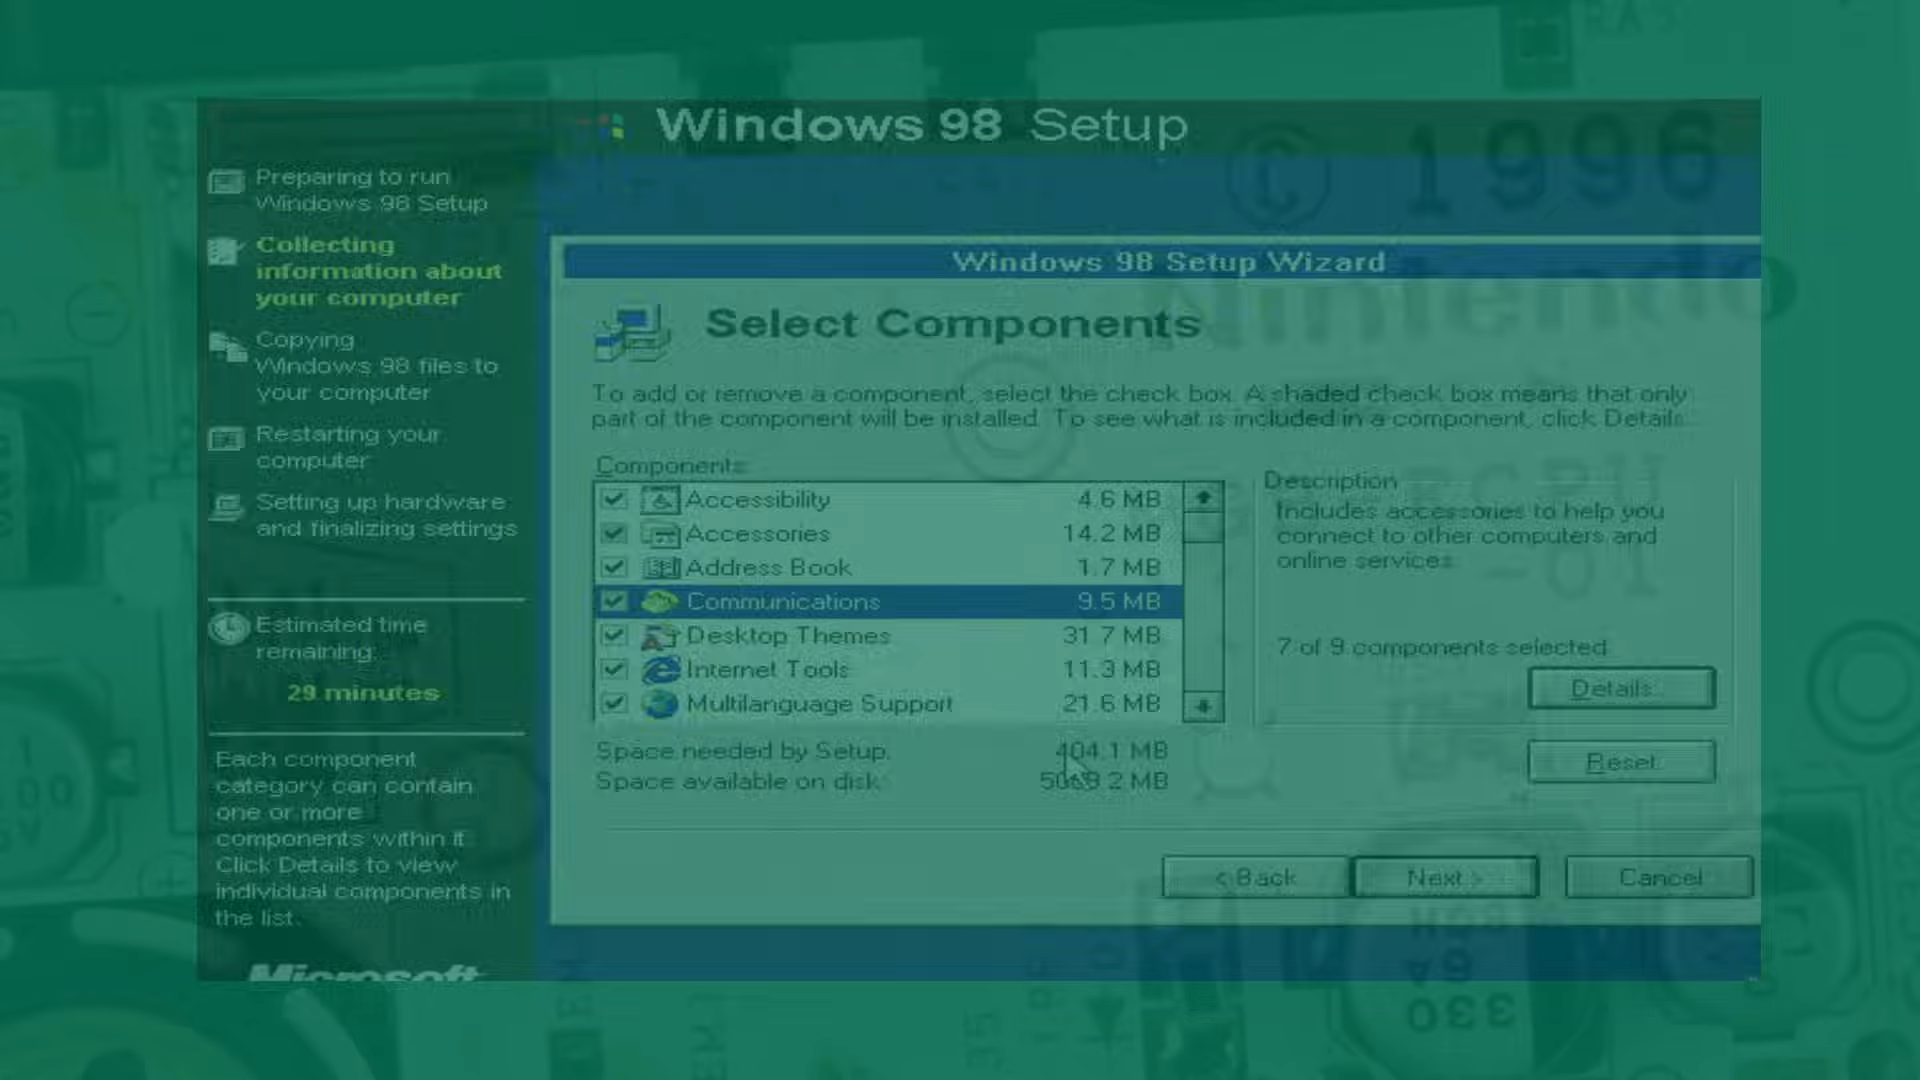 Windows 98 Setup
Preparing to run
Windows 98 Setup
Collecting
information about
your computer
Copying
Windows 98 files to
your computer
Restarting your
computer
Setting up hardware
and finalizing settings
Estimated time
remaining:
29 minutes
Each component
category can contain
one or more
components within it.
Click Details to view
individual components in
the list.
Microsoft
Windows 98 Setup Wizard
Select Components
To add or remove a component, select the check box. A shaded check box means that only
part of the component will be installed. To see what is included in a component, click Details.
Components:
Accessibility 4.6 MB
Accessories 14.2 MB
Address Book 1.7 MB
Communications 9.5 MB
Desktop Themes 31.7 MB
Internet Tools 11.3 MB
Multilanguage Support 21.6 MB
Space needed by Setup: 404.1 MB
Space available on disk: MB
Description
Includes accessories to help you
connect to other computers and
online services.
7 of 9 components selected
Details...
Reset
< Back
Next >
Cancel
© 1996
Nintendo
-01
330